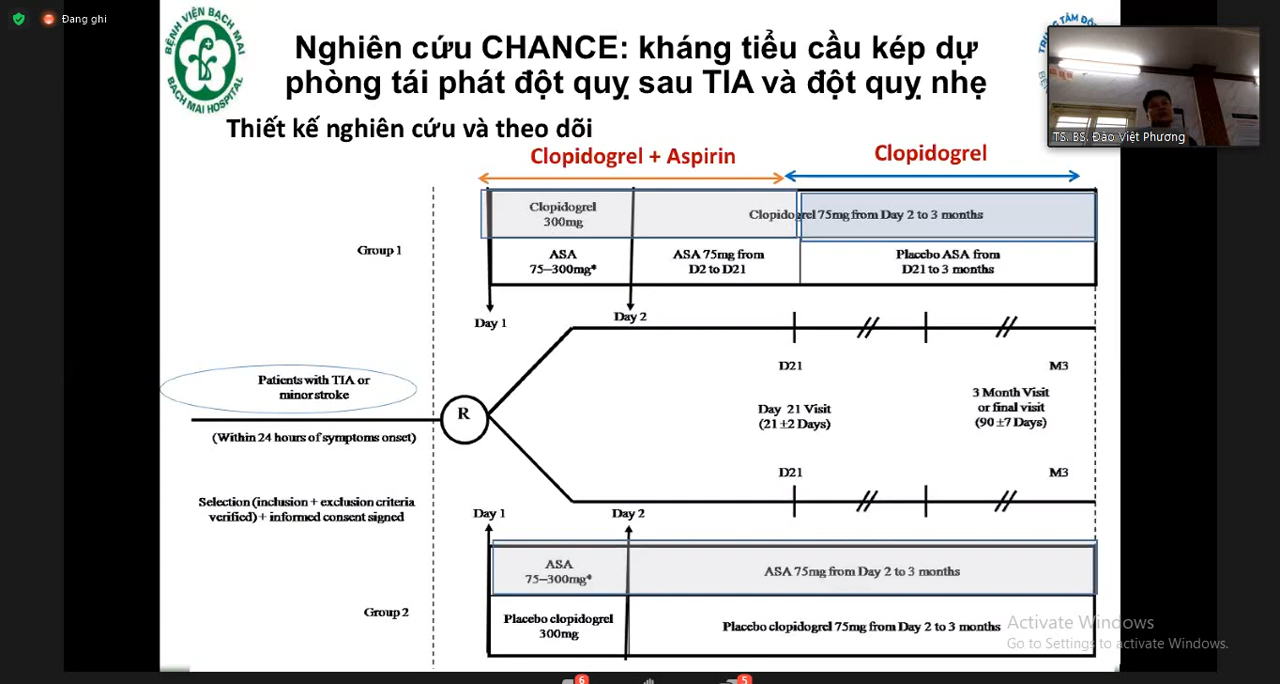 Đang ghi
BỆNH VIỆN BẠCH MAI
BACH MAI HOSPITAL
Nghiên cứu CHANCE: kháng tiểu cầu kép dự
phòng tái phát đột quỵ sau TIA và đột quỵ nhẹ
TRUNG TÂM ĐỘ
TS. BS. Đào Việt Phương
Thiết kế nghiên cứu và theo dõi
Clopidogrel + Aspirin
Clopidogrel
Group 1
Clopidogrel
300mg
Clopidogrel 75mg from Day 2 to 3 months
ASA
75–300mg*
ASA 75mg from
D2 to D21
Placebo ASA from
D21 to 3 months
Day 1
Day 2
D21
M3
Patients with TIA or
minor stroke
R
(Within 24 hours of symptoms onset)
Day 21 Visit
(21 ±2 Days)
3 Month Visit
or final visit
(90 ±7 Days)
D21
M3
Selection (inclusion + exclusion criteria
verified) + informed consent signed
Day 1
Day 2
Group 2
ASA
75–300mg*
ASA 75mg from Day 2 to 3 months
Placebo clopidogrel
300mg
Placebo clopidogrel 75mg from Day 2 to 3 months
Activate Windows
Go to Settings to activate Windows.
6
5